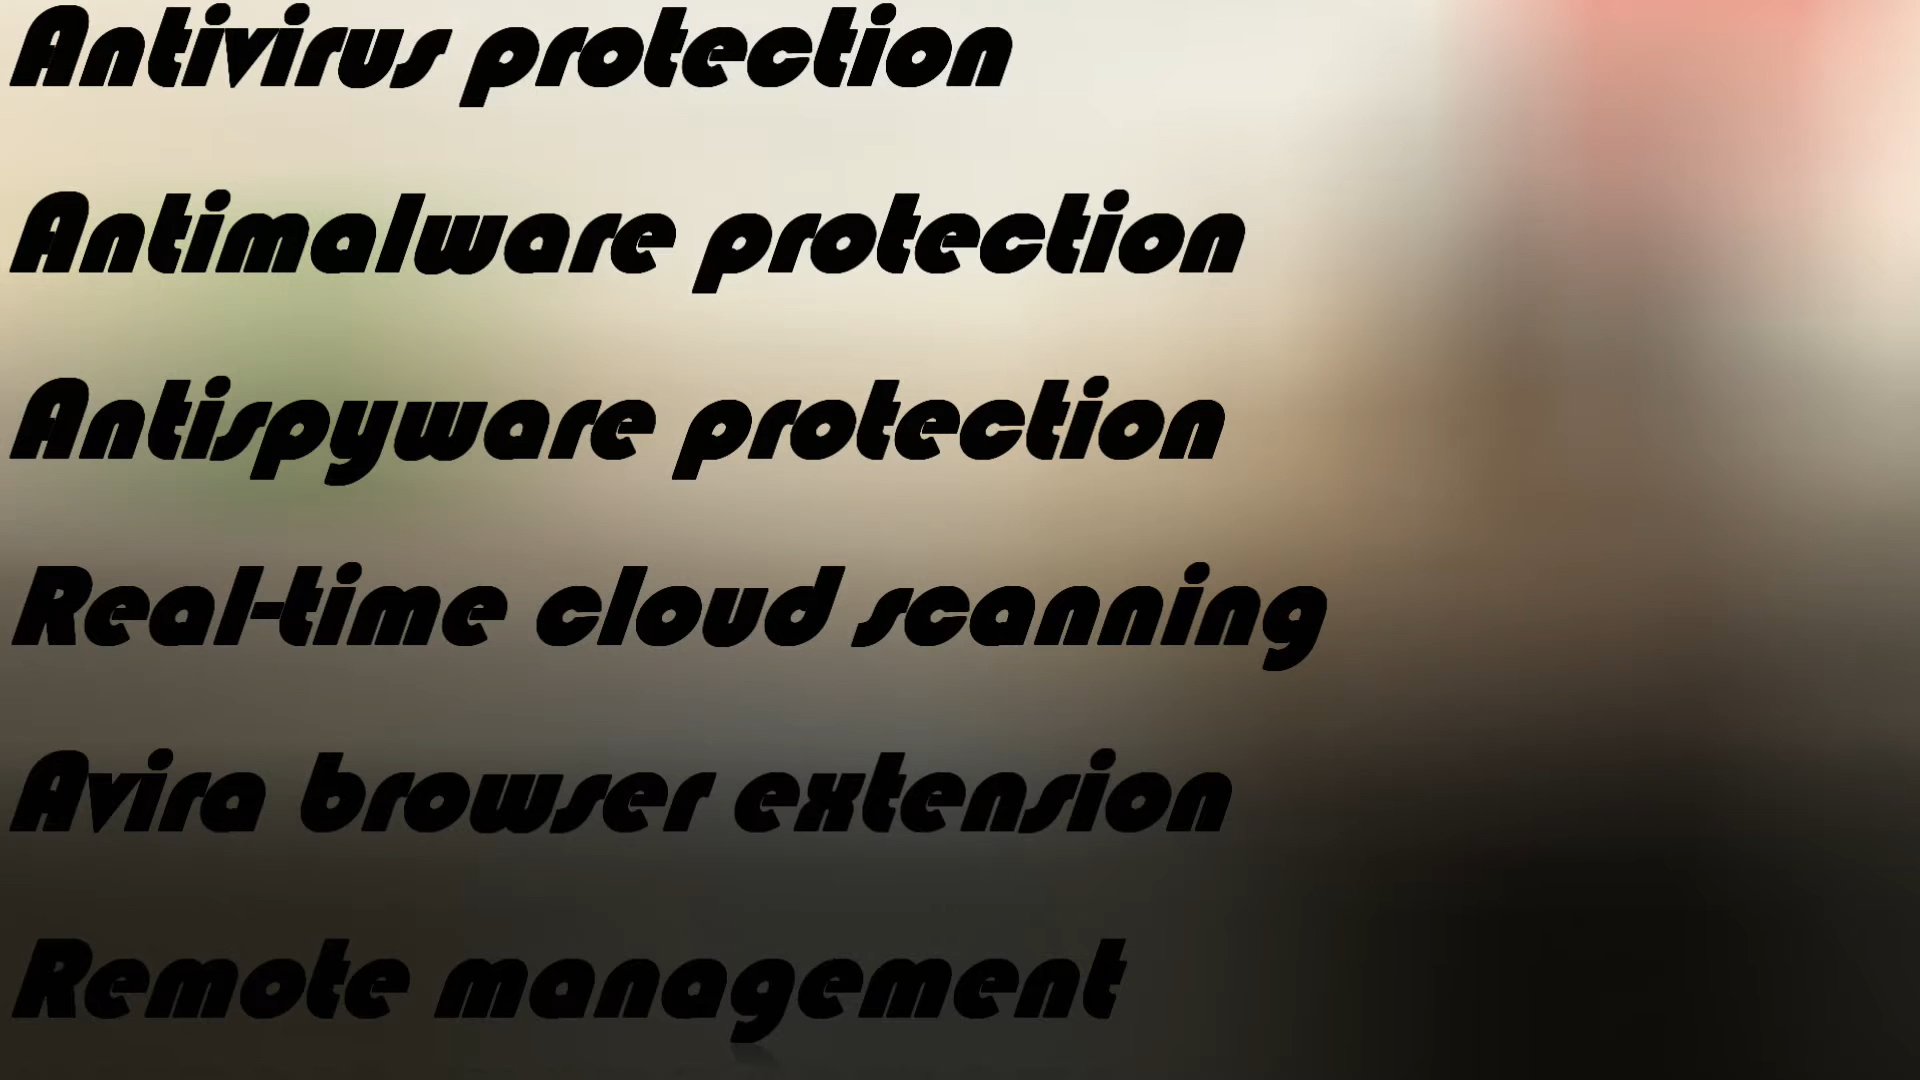 Antivirus protection
Antimalware protection
Antispyware protection
Real-time cloud scanning
Avira browser extension
Remote management